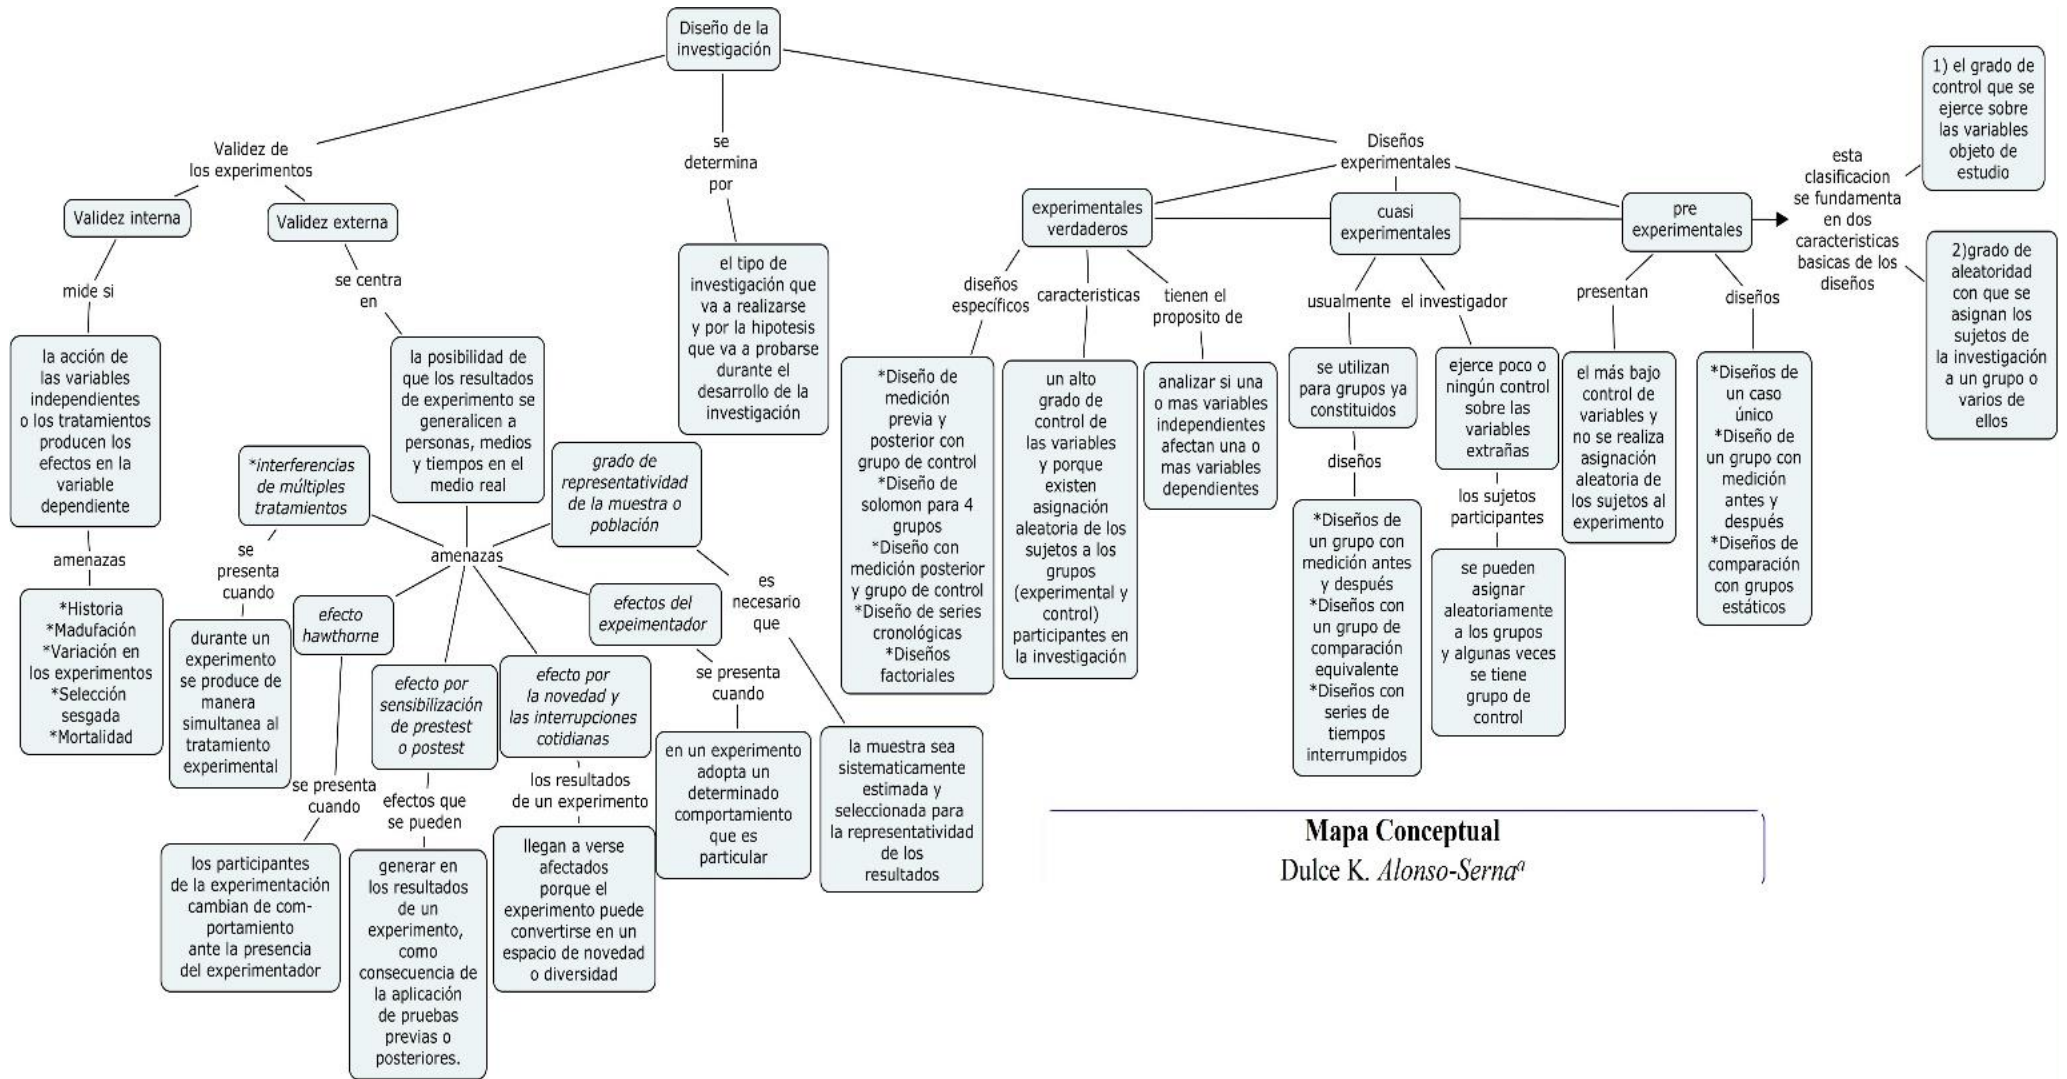 Diseño de la
investigación
Validez de
los experimentos
Validez interna
mide si
la acción de
las variables
independientes
o los tratamientos
producen los
efectos en la
variable
dependiente
amenazas
*Historia
*Madufación
*Variación en
los experimentos
*Selección
sesgada
*Mortalidad
Validez externa
se centra
en
la posibilidad de
que los resultados
de experimento se
generalicen a
personas, medios
y tiempos en el
medio real
amenazas
*interferencias
de múltiples
tratamientos
se
presenta
cuando
durante un
experimento
se produce de
manera
simultanea al
tratamiento
experimental
efecto
hawthorne
se presenta
cuando
los participantes
de la experimentación
cambian de com-
portamiento
ante la presencia
del experimentador
efecto por
sensibilización
de prestest
o postest
efectos que
se pueden
generar en
los resultados
de un
experimento,
como
consecuencia de
la aplicación
de pruebas
previas o
posteriores.
efecto por
la novedad y
las interrupciones
cotidianas
los resultados
de un experimento
llegan a verse
afectados
porque el
experimento puede
convertirse en un
espacio de novedad
o diversidad
efectos del
expeimentador
se presenta
cuando
en un experimento
adopta un
determinado
comportamiento
que es
particular
grado de
representatividad
de la muestra o
población
es
necesario
que
la muestra sea
sistematicamente
estimada y
seleccionada para
la representatividad
de los
resultados
se
determina
por
el tipo de
investigación que
va a realizarse
y por la hipotesis
que va a probarse
durante el
desarrollo de la
investigación
Diseños
experimentales
experimentales
verdaderos
diseños
específicos
*Diseño de
medición
previa y
posterior con
grupo de control
*Diseño de
solomon para 4
grupos
*Diseño con
medición posterior
y grupo de control
*Diseño de series
cronológicas
*Diseños
factoriales
caracteristicas
un alto
grado de
control de
las variables
y porque
existen
asignación
aleatoria de los
sujetos a los
grupos
(experimental y
control)
participantes en
la investigación
tienen el
proposito de
analizar si una
o mas variables
independientes
afectan una o
mas variables
dependientes
cuasi
experimentales
usualmente
se utilizan
para grupos ya
constituidos
diseños
*Diseños de
un grupo con
medición antes
y después
*Diseños con
un grupo de
comparación
equivalente
*Diseños con
series de
tiempos
interrumpidos
el investigador
ejerce poco o
ningún control
sobre las
variables
extrañas
los sujetos
participantes
se pueden
asignar
aleatoriamente
a los grupos
y algunas veces
se tiene
grupo de
control
pre
experimentales
presentan
el más bajo
control de
variables y
no se realiza
asignación
aleatoria de
de los sujetos al
experimento
diseños
*Diseños de
un caso
único
*Diseño de
un grupo con
medición
antes y
después
*Diseños de
comparación
con grupos
estáticos
esta
clasificacion
se fundamenta
en dos
caracteristicas
basicas de los
diseños
1) el grado de
control que se
ejerce sobre
las variables
objeto de
estudio
2)grado de
aleatoridad
con que se
asignan los
sujetos de
la investigación
a un grupo o
varios de
ellos
Mapa Conceptual
Dulce K. Alonso-Sernaª